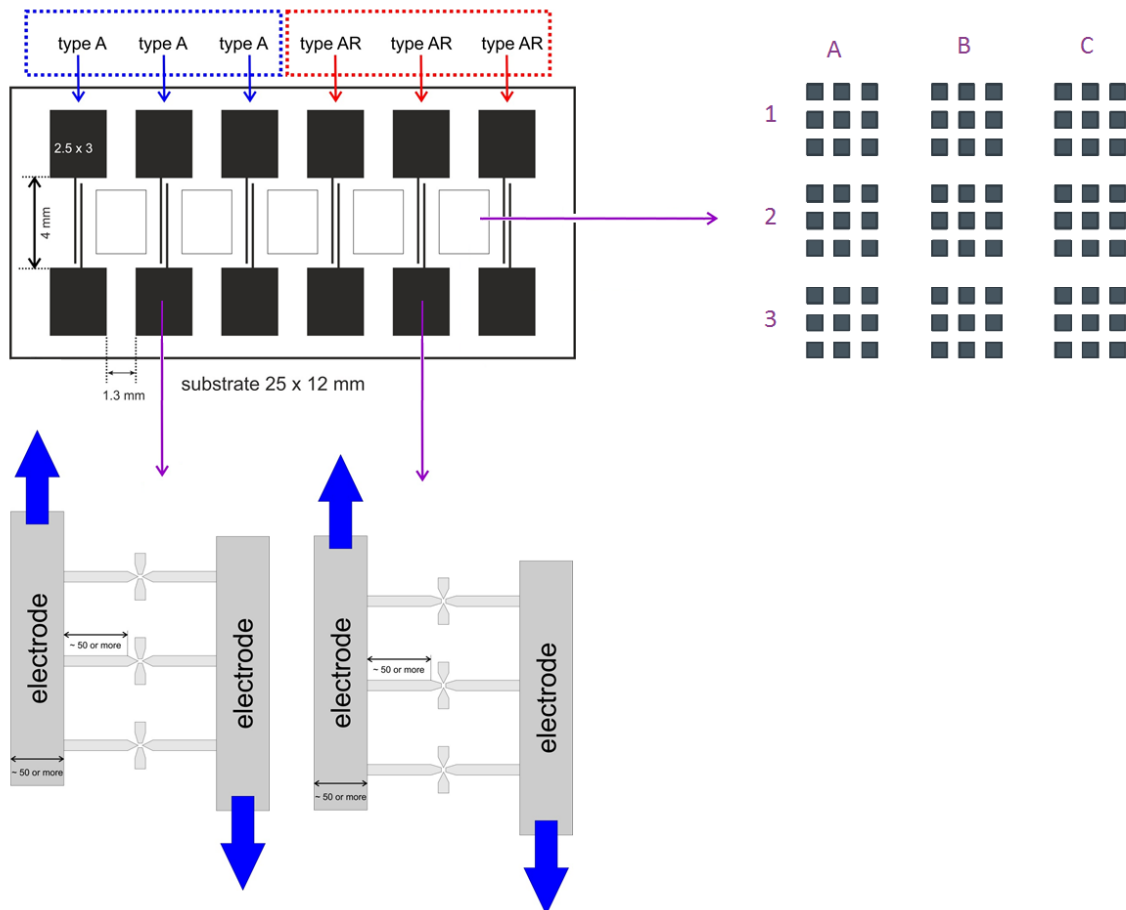 type A
type A
type A
type AR
type AR
type AR
2.5 x 3
4 mm
1.3 mm
substrate 25 x 12 mm
A
B
C
1
2
3
electrode
~ 50 or more
~ 50 or more
electrode
electrode
~ 50 or more
~ 50 or more
electrode